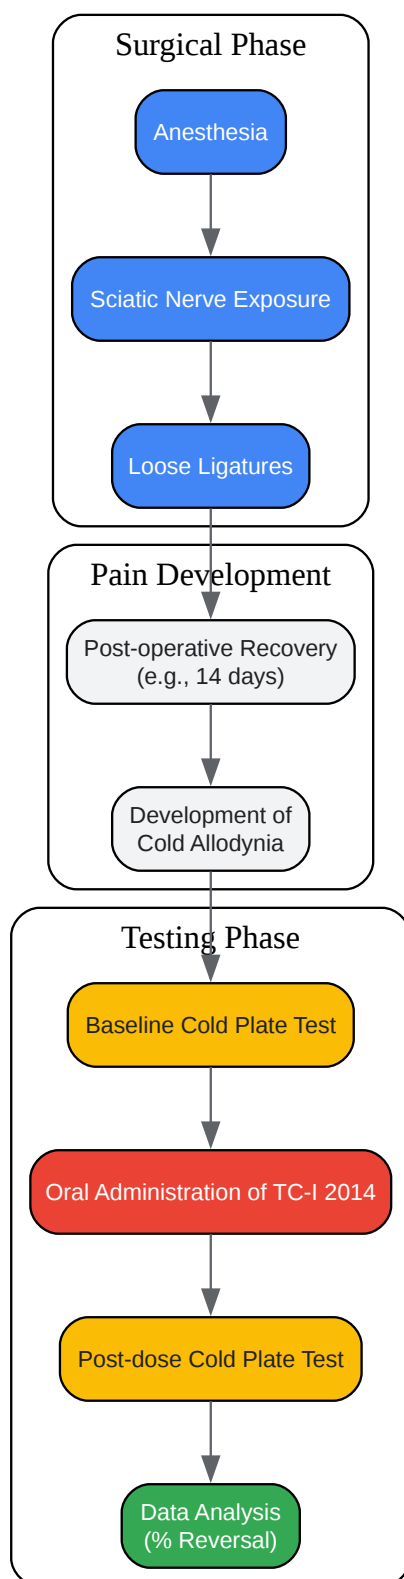 Surgical Phase
Anesthesia
Sciatic Nerve Exposure
Loose Ligatures
Pain Development
Post-operative Recovery
(e.g., 14 days)
Development of
Cold Allodynia
Testing Phase
Baseline Cold Plate Test
Oral Administration of TC-I 2014
Post-dose Cold Plate Test
Data Analysis
(% Reversal)